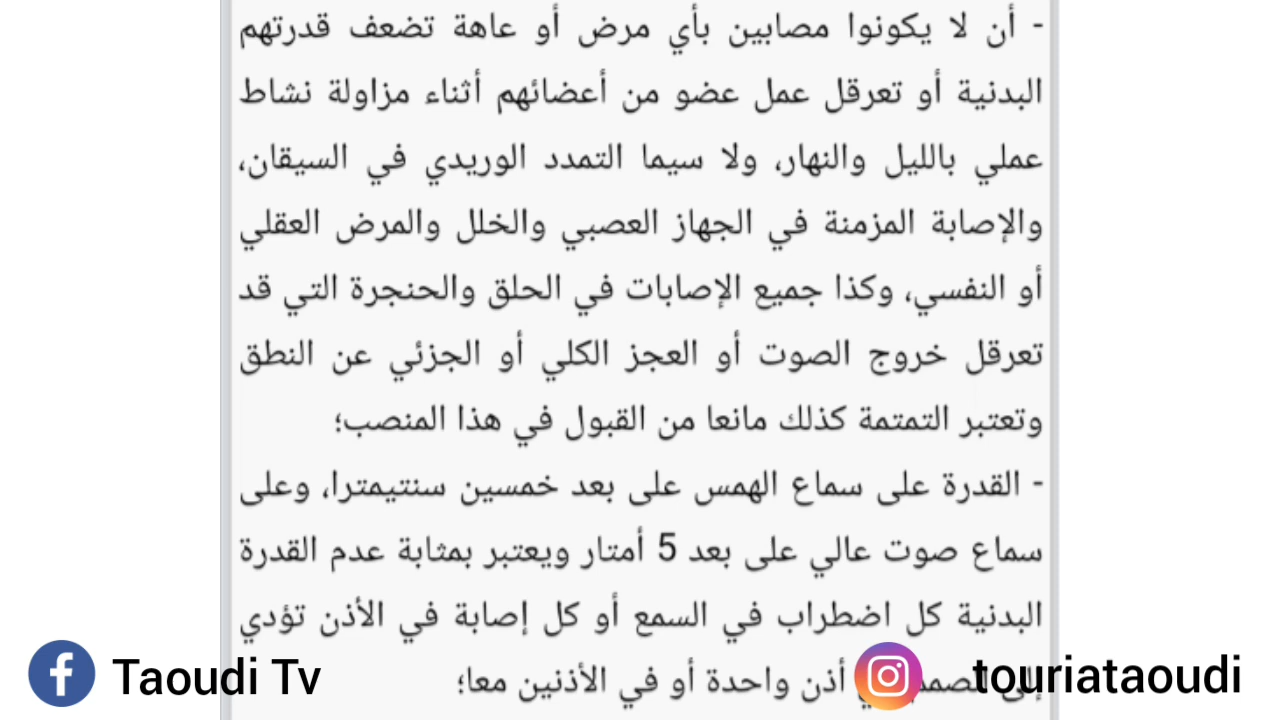 - أن لا يكونوا مصابين بأي مرض أو عاهة تضعف قدرتهم
البدنية أو تعرقل عمل عضو من أعضائهم أثناء مزاولة نشاط
عملي بالليل والنهار، ولا سيما التمدد الوريدي في السيقان،
والإصابة المزمنة في الجهاز العصبي والخلل والمرض العقلي
أو النفسي، وكذا جميع الإصابات في الحلق والحنجرة التي قد
تعرقل خروج الصوت أو العجز الكلي أو الجزئي عن النطق
وتعتبر التمتمة كذلك مانعا من القبول في هذا المنصب؛
- القدرة على سماع الهمس على بعد خمسين سنتيمترا، وعلى
سماع صوت عالي على بعد 5 أمتار ويعتبر بمثابة عدم القدرة
البدنية كل اضطراب في السمع أو كل إصابة في الأذن تؤدي
أذن واحدة أو في الأذنين معا؛
Taoudi Tv
touriataoudi